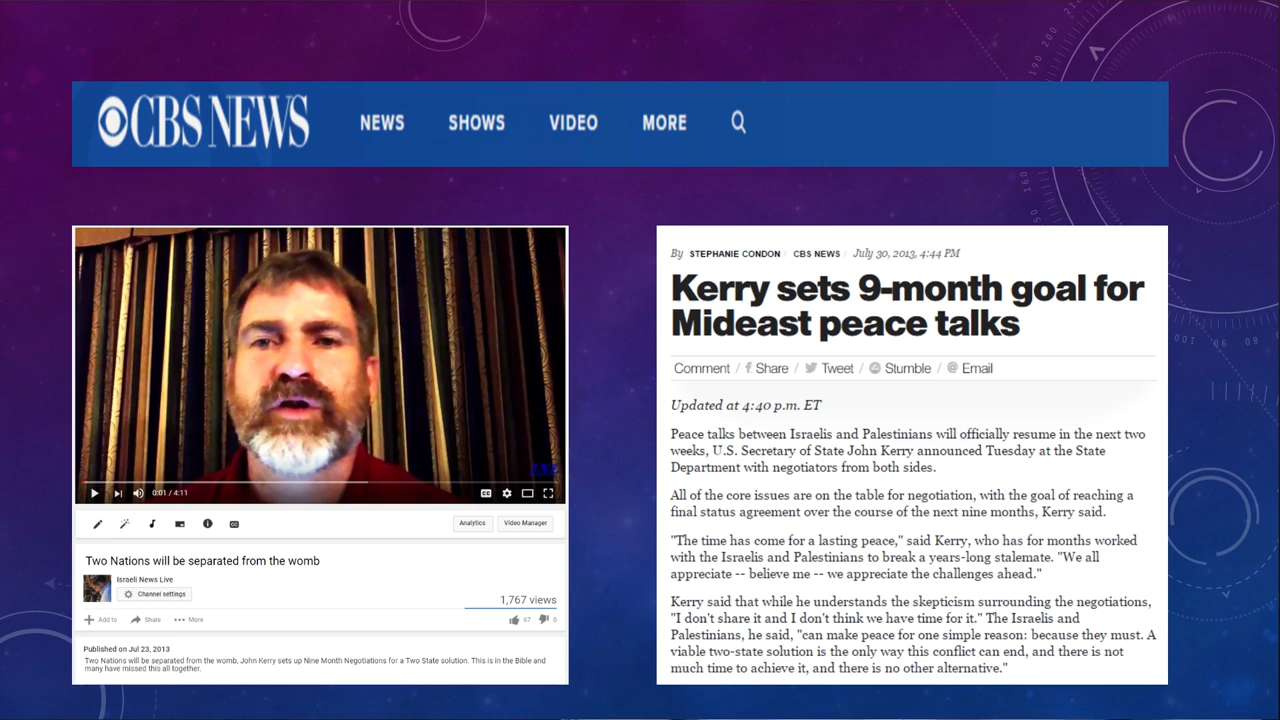 CBS NEWS NEWS SHOWS VIDEO MORE
0:01 / 4:11
Analytics Video Manager
Two Nations will be separated from the womb
Israeli News Live
Channel settings
1,767 views
Add to Share More 67 0
Published on Jul 23, 2013
Two Nations will be separated from the womb, John Kerry sets up Nine Month Negotiations for a Two State solution. This is in the Bible and
many have missed this all together.
By STEPHANIE CONDON / CBS NEWS / July 30, 2013, 4:44 PM
Kerry sets 9-month goal for
Mideast peace talks
Comment / f Share / Tweet / Stumble / @ Email
Updated at 4:40 p.m. ET
Peace talks between Israelis and Palestinians will officially resume in the next two
weeks, U.S. Secretary of State John Kerry announced Tuesday at the State
Department with negotiators from both sides.
All of the core issues are on the table for negotiation, with the goal of reaching a
final status agreement over the course of the next nine months, Kerry said.
"The time has come for a lasting peace," said Kerry, who has for months worked
with the Israelis and Palestinians to break a years-long stalemate. "We all
appreciate -- believe me -- we appreciate the challenges ahead."
Kerry said that while he understands the skepticism surrounding the negotiations,
"I don't share it and I don't think we have time for it." The Israelis and
Palestinians, he said, "can make peace for one simple reason: because they must. A
viable two-state solution is the only way this conflict can end, and there is not
much time to achieve it, and there is no other alternative."
210
200
190
160
150
100 90 80